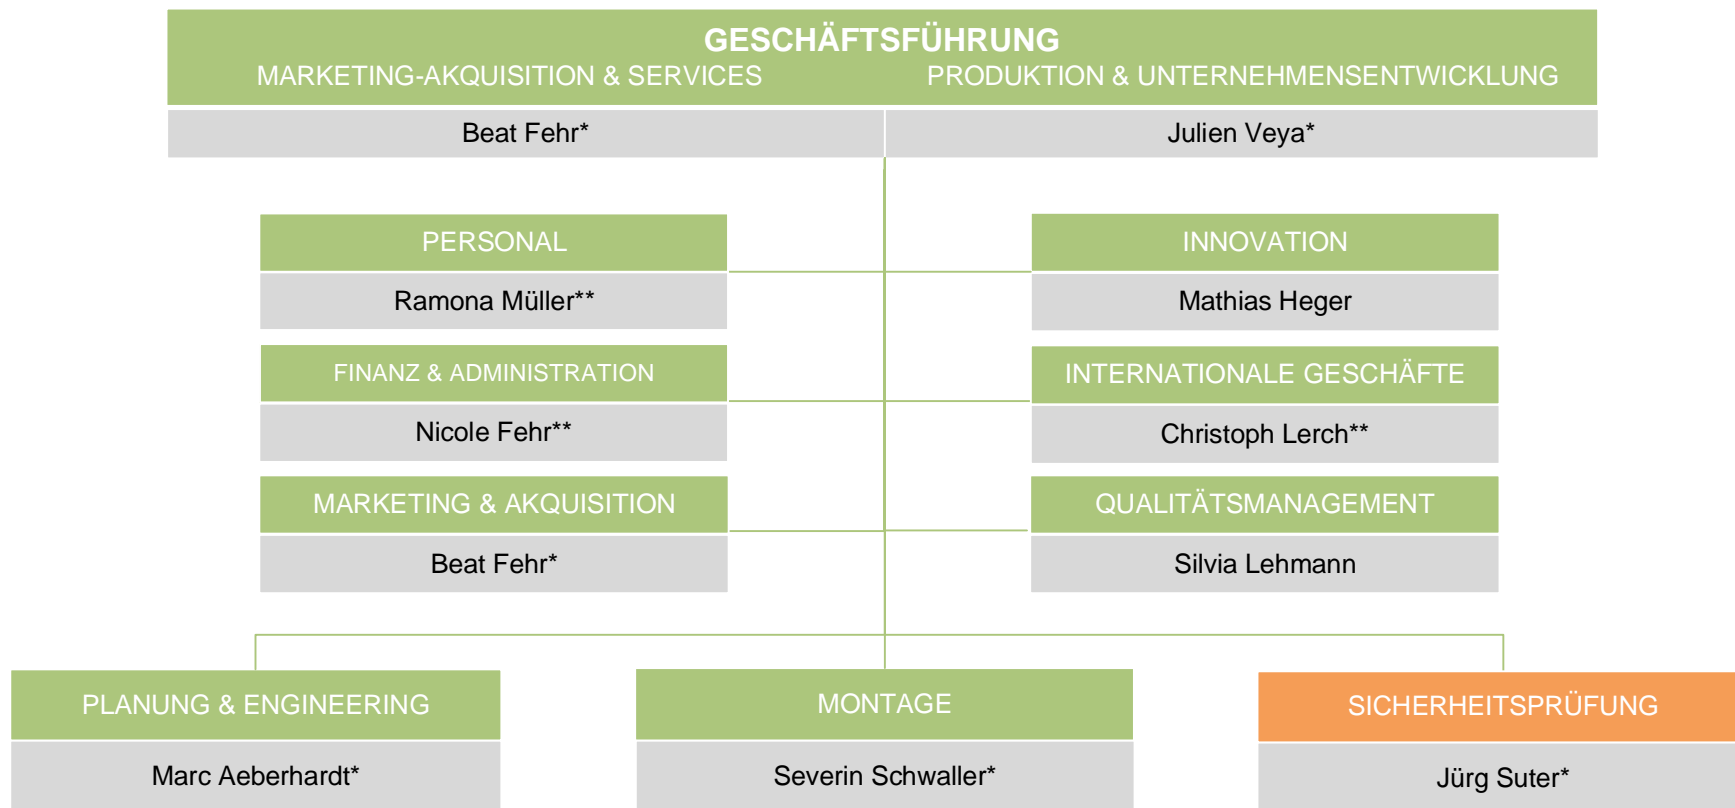 GESCHÄFTSFÜHRUNG
MARKETING-AKQUISITION & SERVICES PRODUKTION & UNTERNEHMENSENTWICKLUNG
Beat Fehr* Julien Veya*
PERSONAL INNOVATION
Ramona Müller** Mathias Heger
FINANZ & ADMINISTRATION INTERNATIONALE GESCHÄFTE
Nicole Fehr** Christoph Lerch**
MARKETING & AKQUISITION QUALITÄTSMANAGEMENT
Beat Fehr* Silvia Lehmann
PLANUNG & ENGINEERING MONTAGE SICHERHEITSPRÜFUNG
Marc Aeberhardt* Severin Schwaller* Jürg Suter*